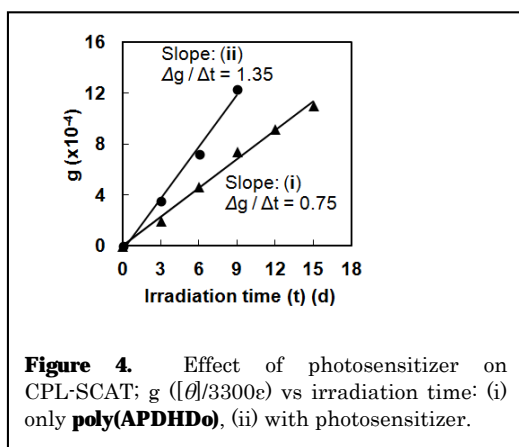 16
12
8
4
0
g (x10⁻⁴)
Slope: (ii)
Δg / Δt = 1.35
Slope: (i)
Δg / Δt = 0.75
0 3 6 9 12 15 18
Irradiation time (t) (d)
Figure 4. Effect of photosensitizer on
CPL-SCAT; g ([θ]/3300ε) vs irradiation time: (i)
only poly(APDHDo), (ii) with photosensitizer.